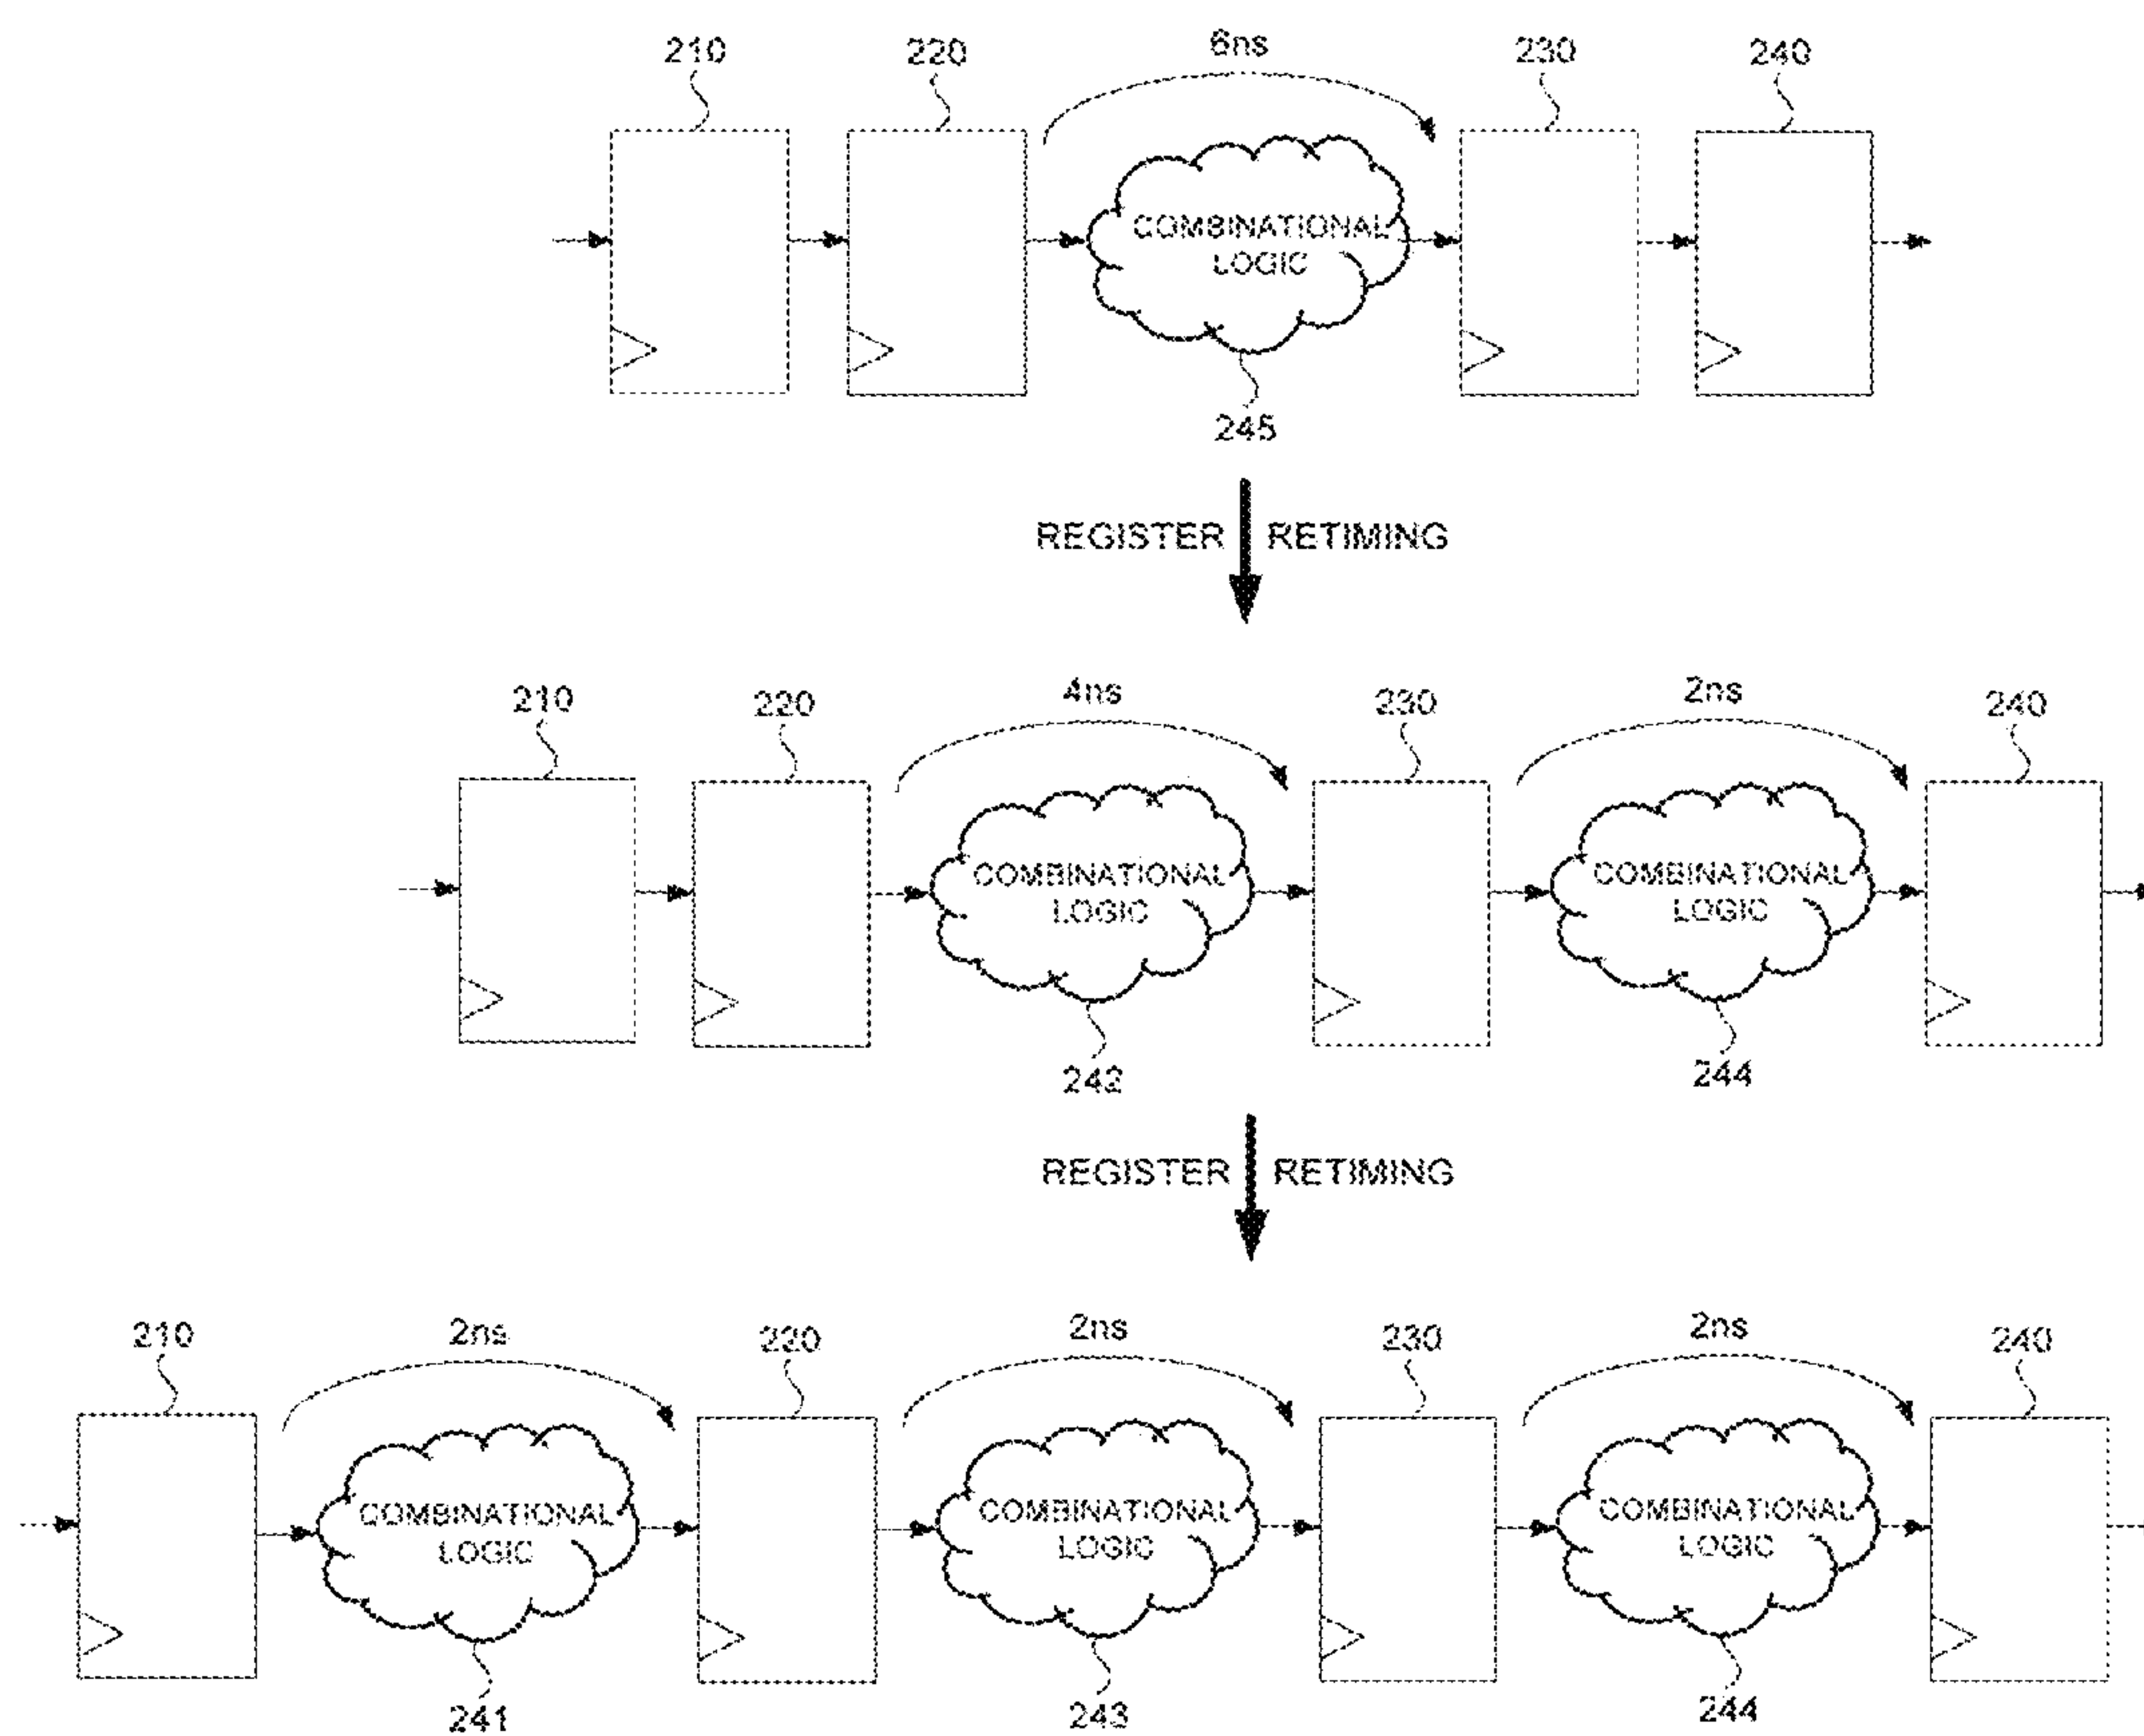 210 220 6ns 230 240
COMBINATIONAL
LOGIC
245
REGISTER RETIMING
210 220 4ns 230 2ns 240
COMBINATIONAL COMBINATIONAL
LOGIC LOGIC
242 244
REGISTER RETIMING
210 2ns 220 2ns 230 2ns 240
COMBINATIONAL COMBINATIONAL COMBINATIONAL
LOGIC LOGIC LOGIC
241 243 244